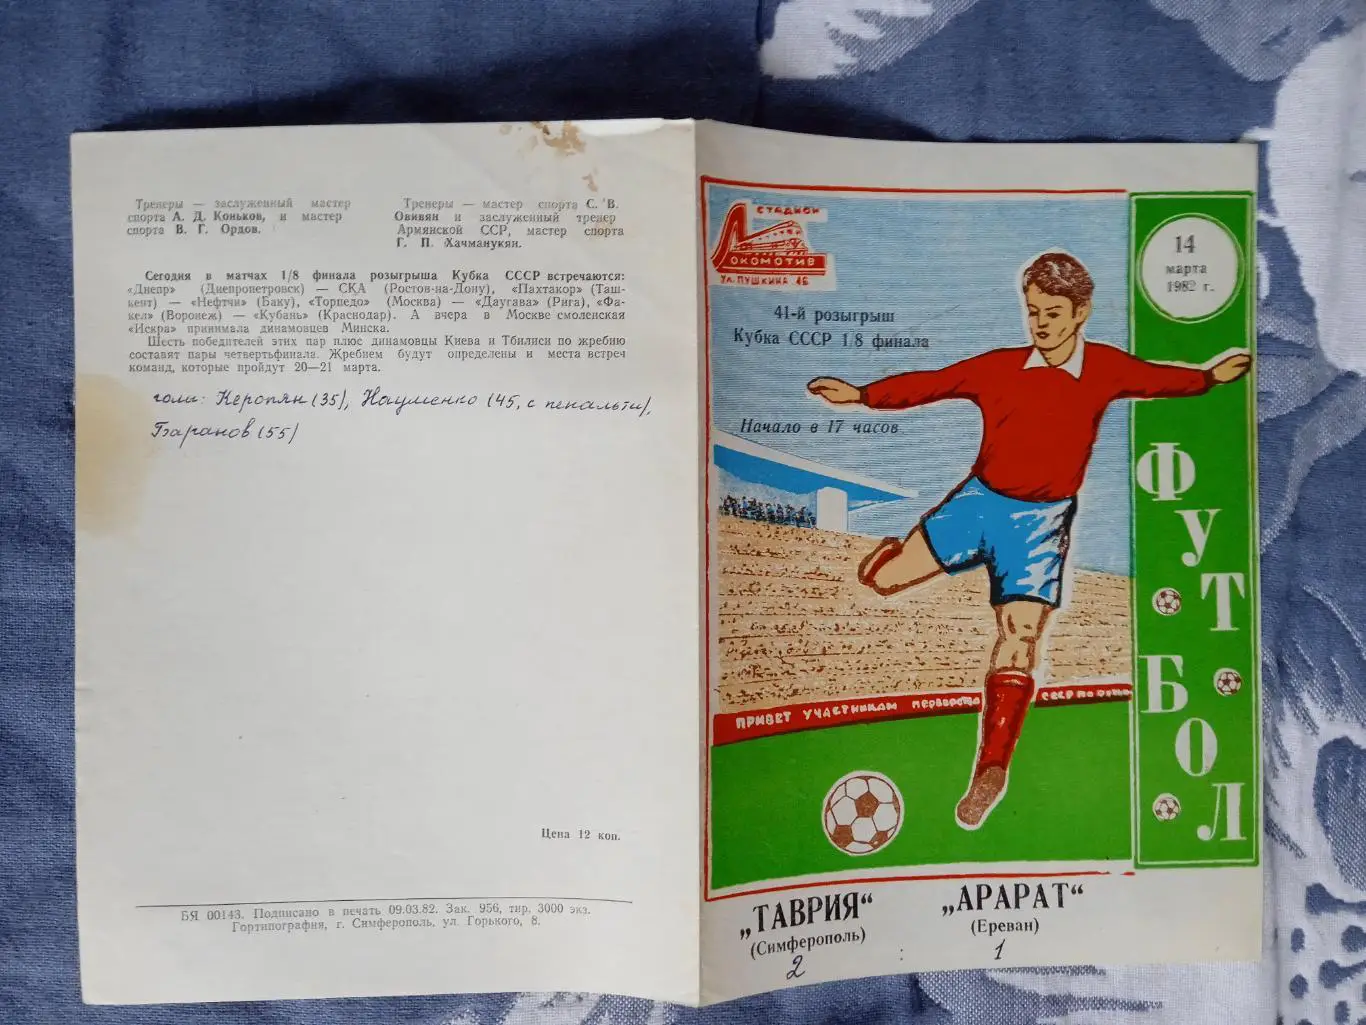 Тренеры — заслуженный мастер
спорта А. Д. Коньков, и мастер
спорта В. Г. Ордов.
Тренеры — мастер спорта С. В.
Овивян и заслуженный тренер
Армянской ССР, мастер спорта
Г. П. Хачманукян.
Сегодня в матчах 1/8 финала розыгрыша Кубка СССР встречаются:
«Днепр» (Днепропетровск) — СКА (Ростов-на-Дону), «Пахтакор» (Таш-
кент) — «Нефтчи» (Баку), «Торпедо» (Москва) — «Даугава» (Рига), «Фа-
кел» (Воронеж) — «Кубань» (Краснодар). А вчера в Москве смоленская
«Искра» принимала динамовцев Минска.
Шесть победителей этих пар плюс динамовцы Киева и Тбилиси по жребию
составят пары четвертьфинала. Жребием будут определены и места встреч
команд, которые пройдут 20—21 марта.
голы: Керопян (35), Науменко (45, с пенальти),
Баранов (55)
Цена 12 коп.
БЯ 00143. Подписано в печать 09.03.82. Зак. 956, тир. 3000 экз.
Гортипография, г. Симферополь, ул. Горького, 8.
СТАДИОН
ЛОКОМОТИВ
УЛ. ПУШКИНА 46
14
марта
1982 г.
41-й розыгрыш
Кубка СССР 1/8 финала
Начало в 17 часов
ФУТБОЛ
ПРИВЕТ УЧАСТНИКАМ первенства СССР по футбо
„ТАВРИЯ“
(Симферополь)
„АРАРАТ“
(Ереван)
2 : 1